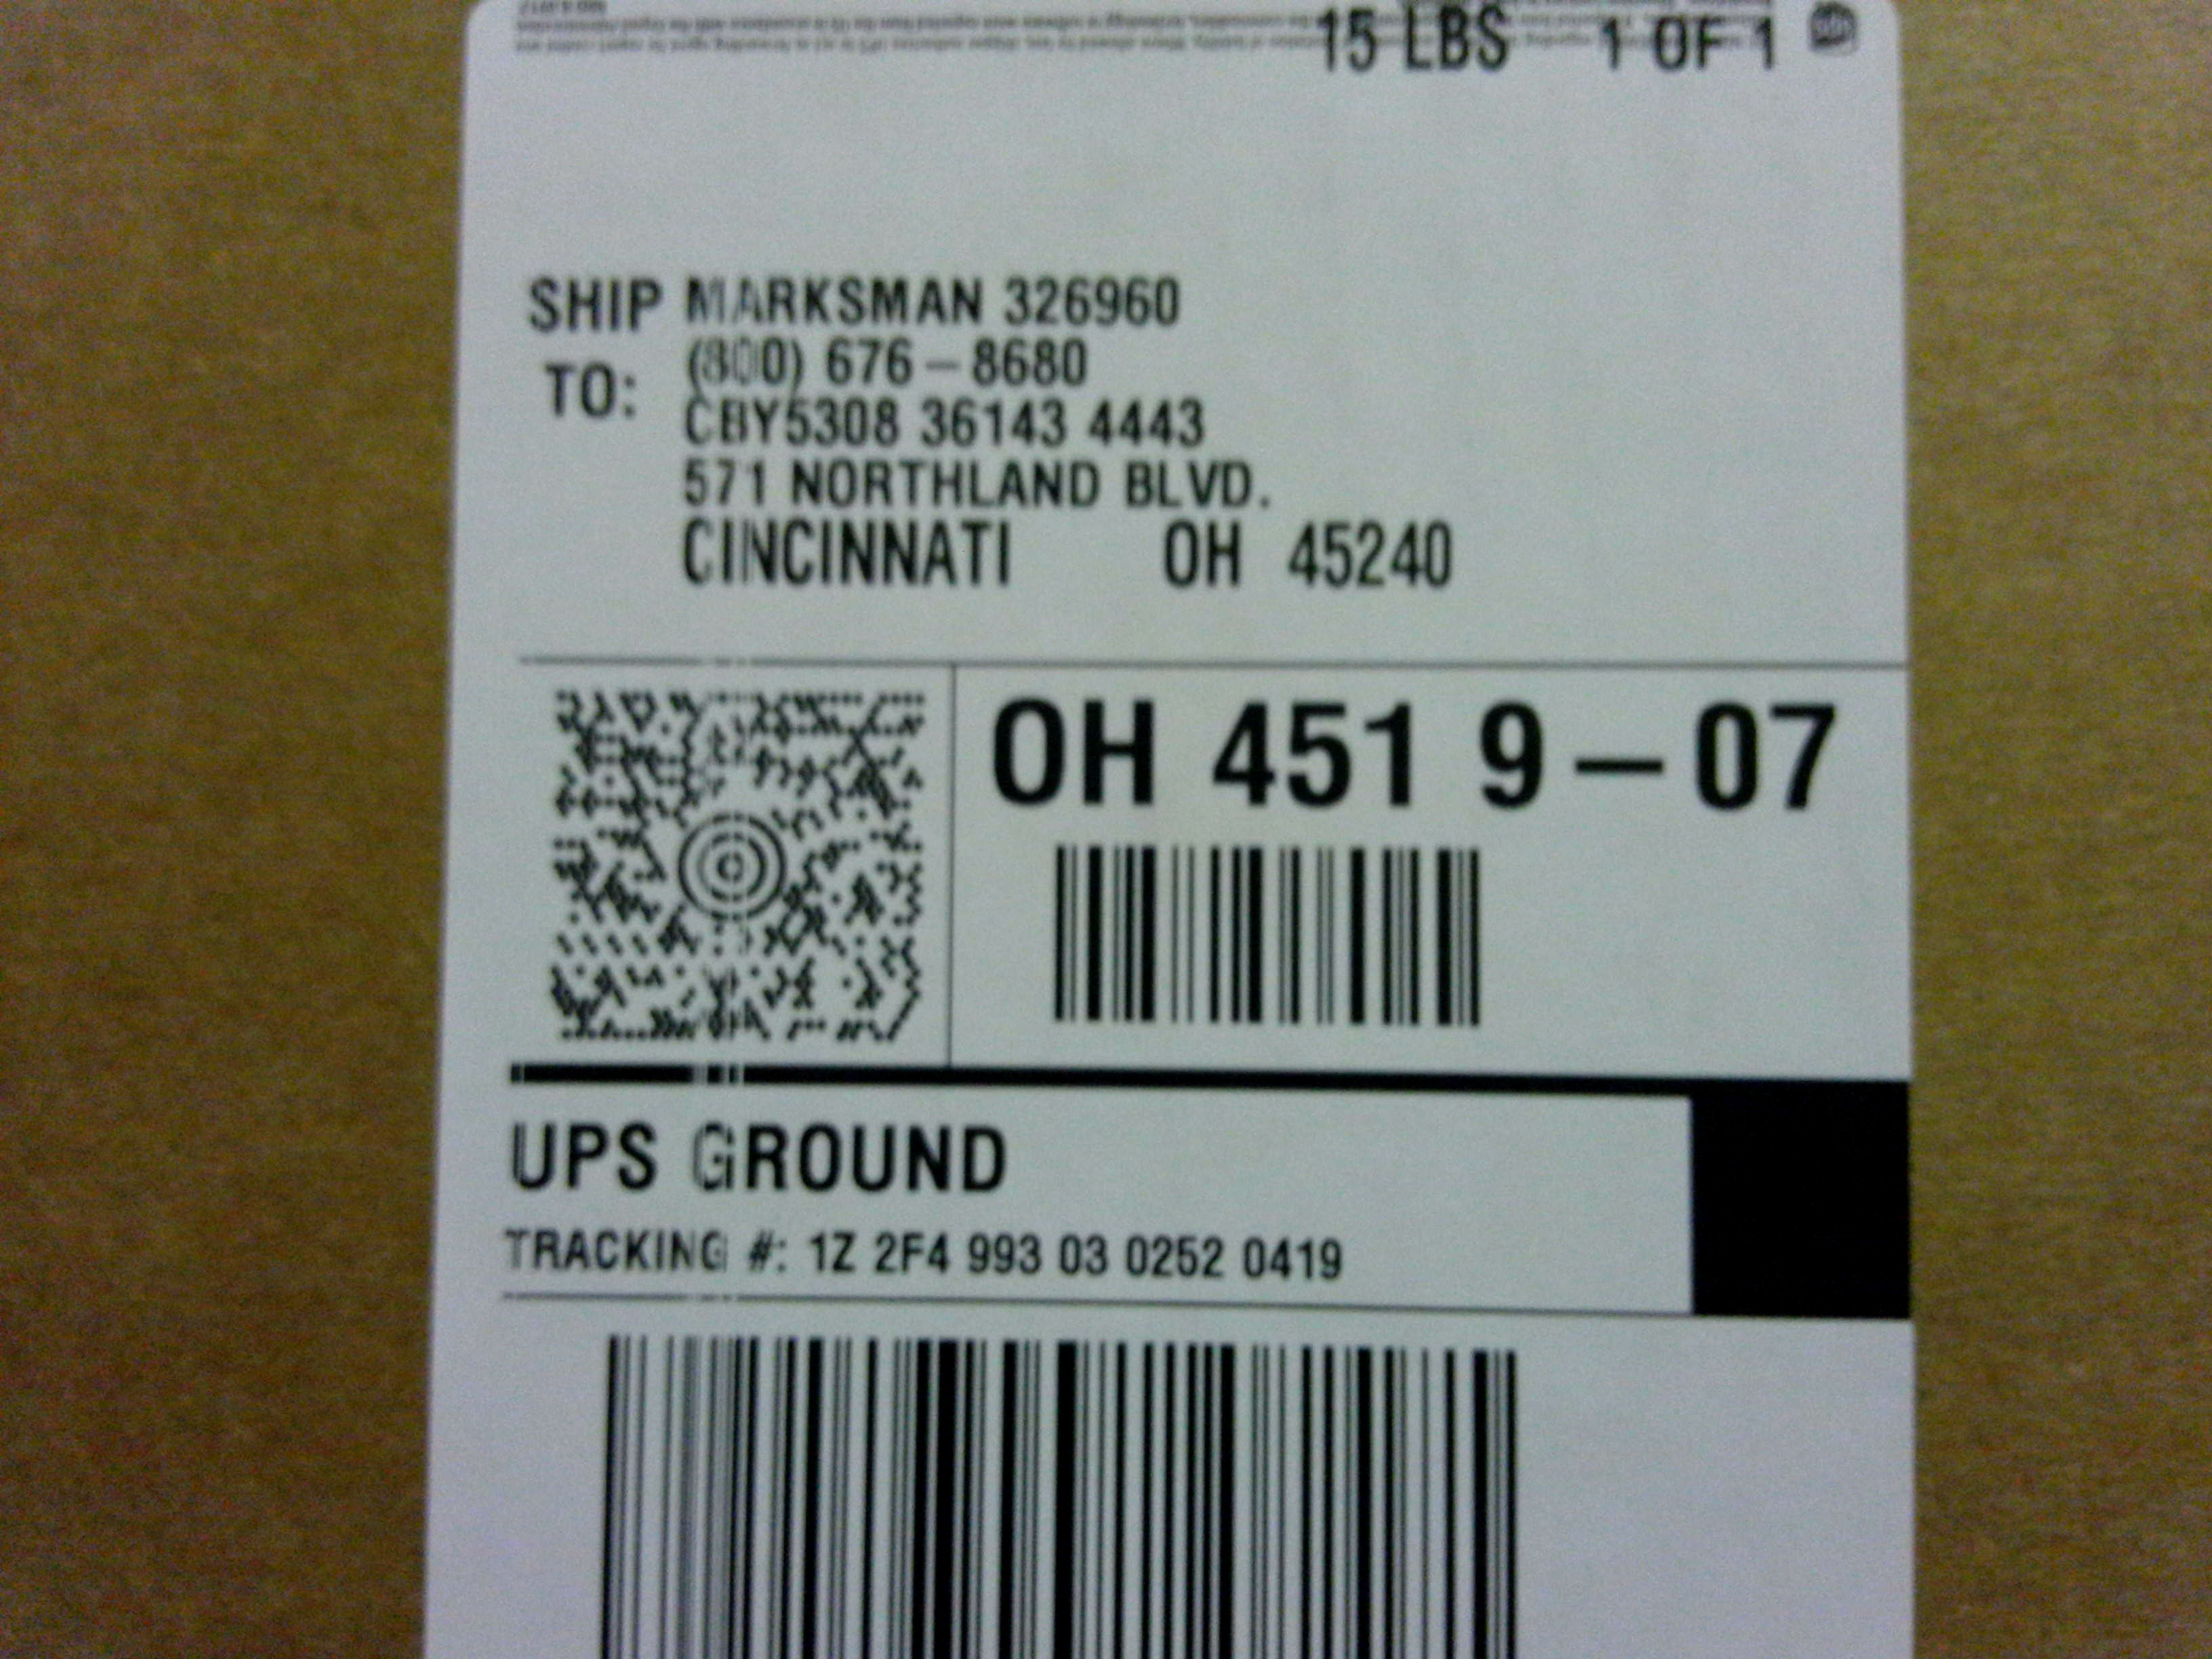 15 LBS 1 OF 1
SHIP TO: MARKSMAN 326960
(800) 676-8680
CBY5308 36143 4443
571 NORTHLAND BLVD.
CINCINNATI OH 45240
OH 451 9-07
UPS GROUND
TRACKING #: 1Z 2F4 993 03 0252 0419